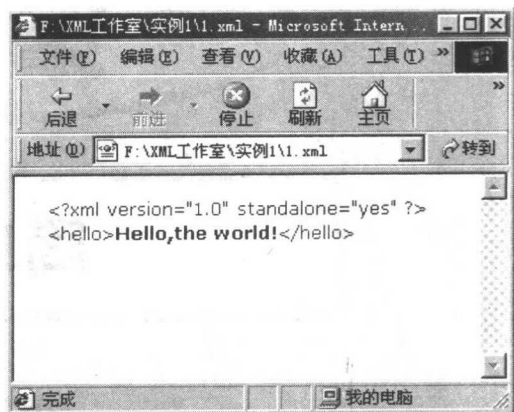 F:\XML工作室\实例1\1.xml - Microsoft Intern...
文件(F) 编辑(E) 查看(V) 收藏(A) 工具(T) »
后退 前进 停止 刷新 主页 »
地址(D) F:\XML工作室\实例1\1.xml 转到
<?xml version="1.0" standalone="yes" ?>
<hello>Hello,the world!</hello>
完成 我的电脑